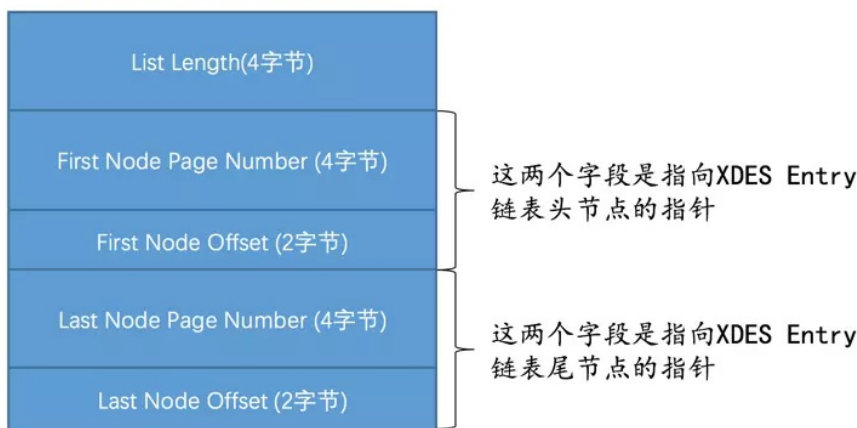 List Length(4字节)
First Node Page Number (4字节)
这两个字段是指向XDES Entry
链表头节点的指针
First Node Offset (2字节)
Last Node Page Number (4字节)
这两个字段是指向XDES Entry
链表尾节点的指针
Last Node Offset (2字节)